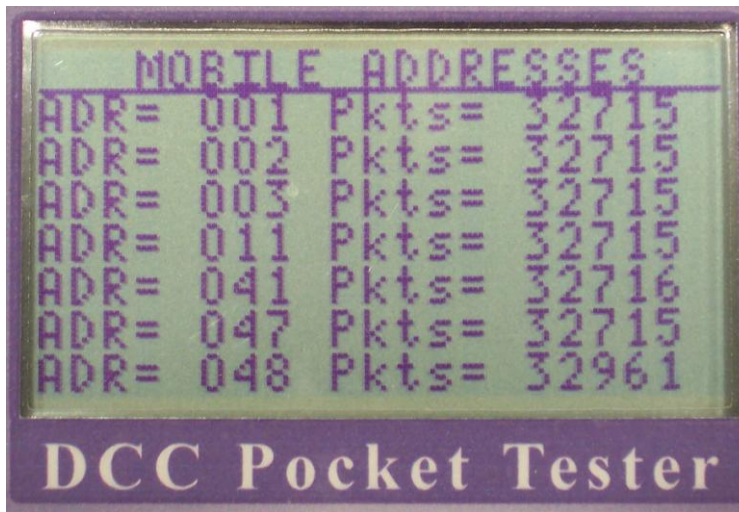 MOBILE ADDRESSES
ADR= 001 Pkts= 32715
ADR= 002 Pkts= 32715
ADR= 003 Pkts= 32715
ADR= 011 Pkts= 32715
ADR= 041 Pkts= 32716
ADR= 047 Pkts= 32715
ADR= 048 Pkts= 32961
DCC Pocket Tester